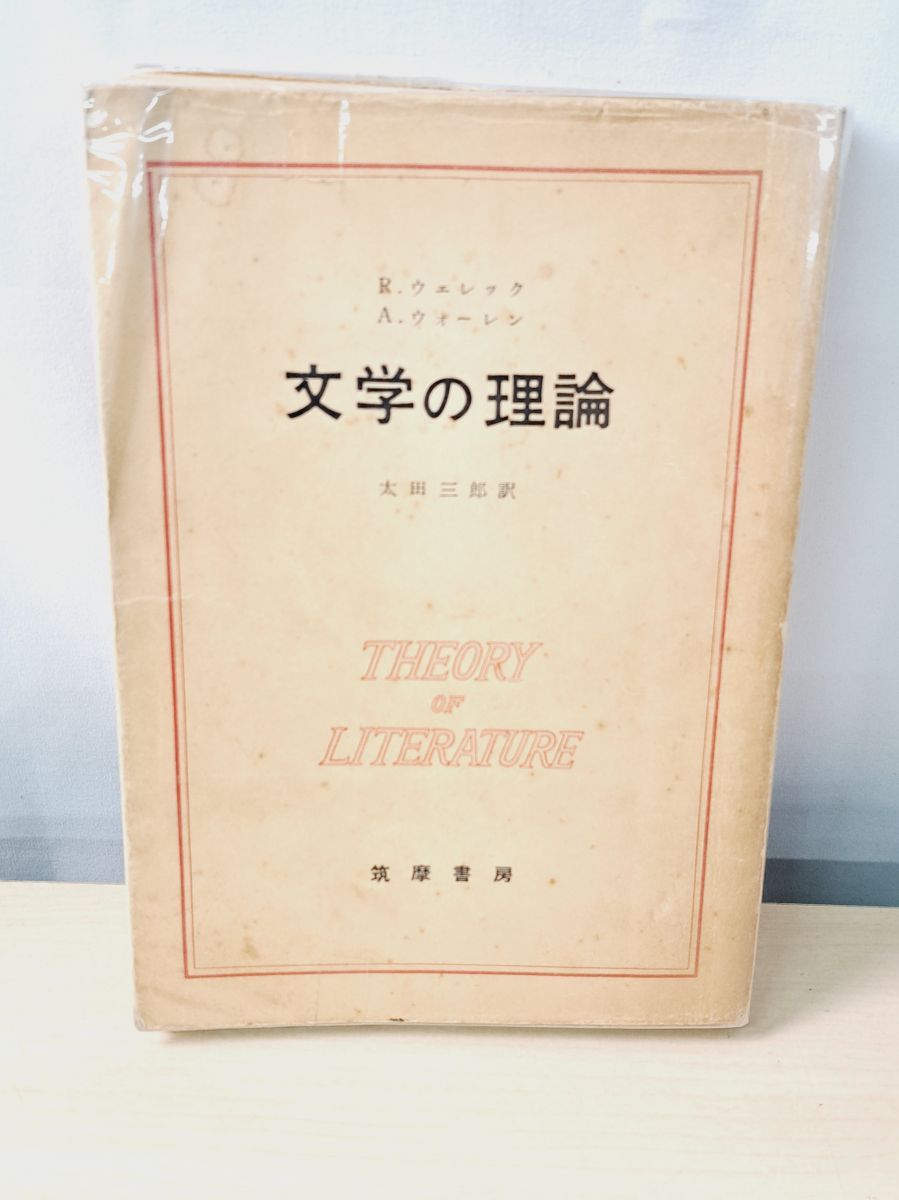 R.ウェレック
A.ウォーレン
文学の理論
太田三郎訳
THEORY
OF
LITERATURE
筑摩書房